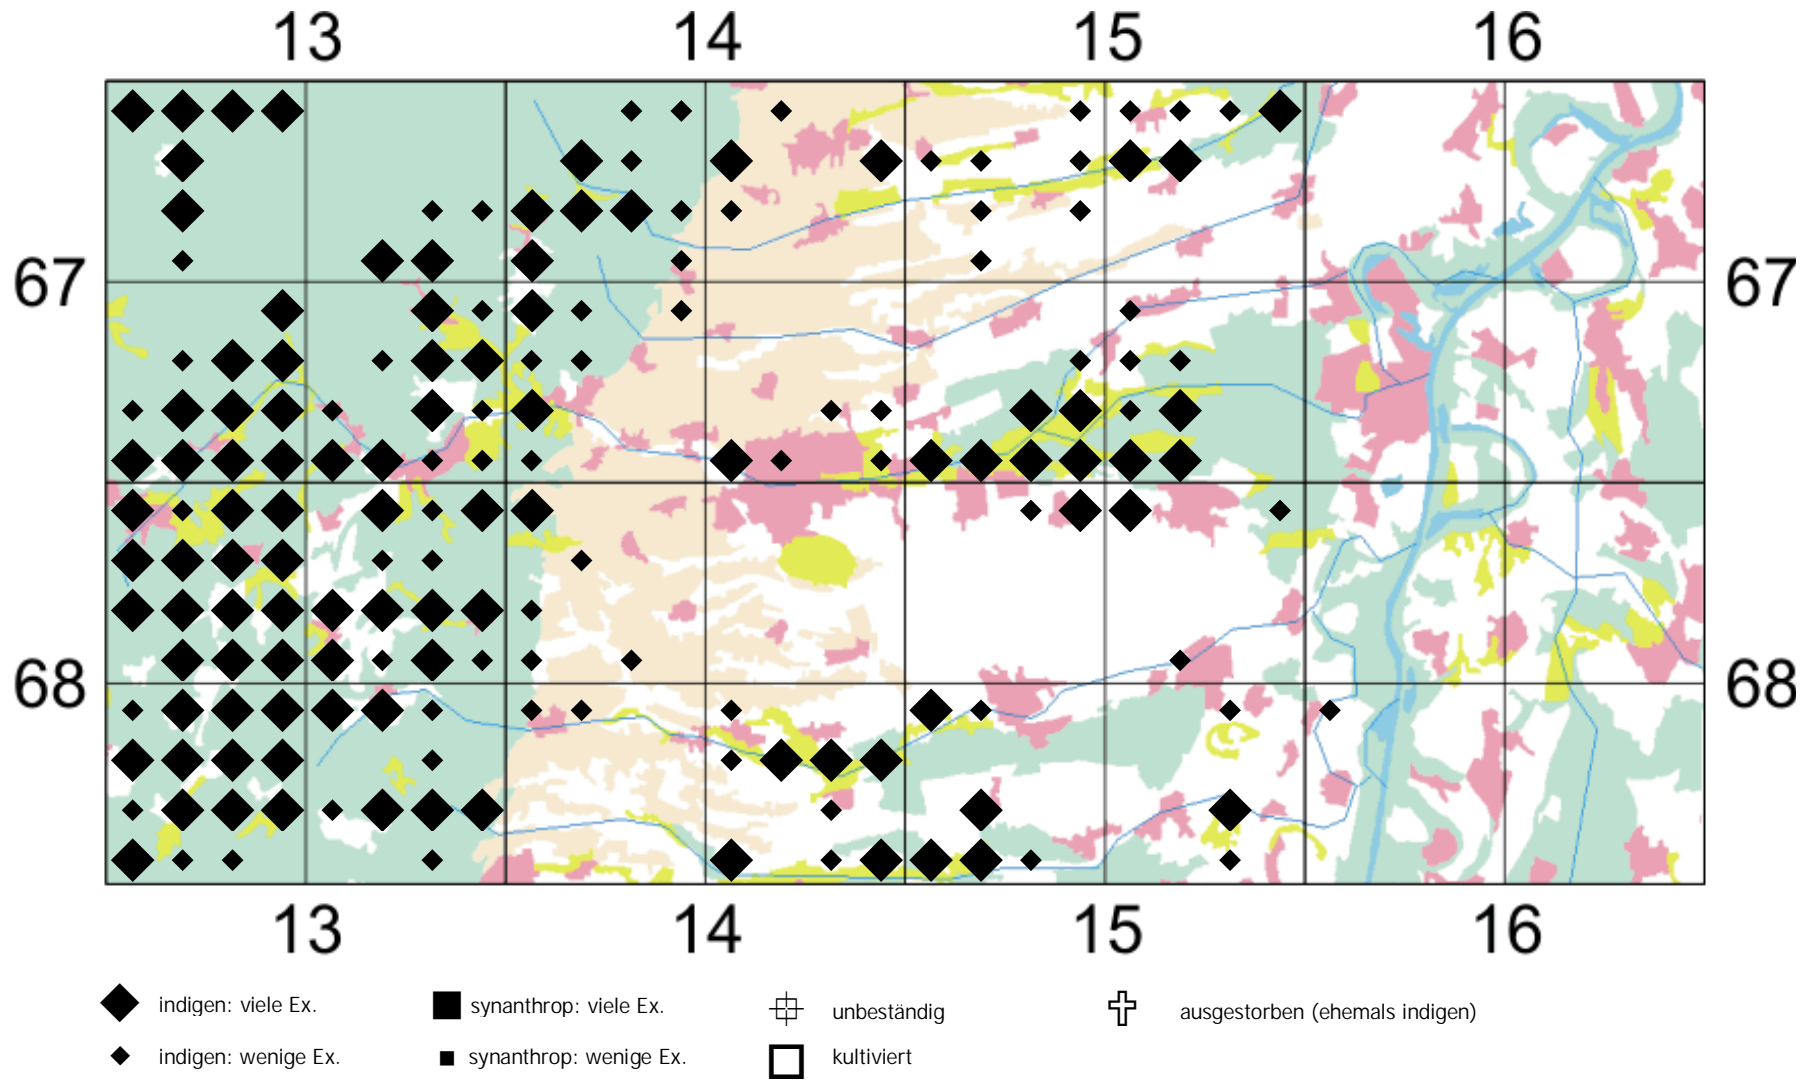 13 14 15 16
67 67
68 68
13 14 15 16
indigen: viele Ex. synanthrop: viele Ex. unbeständig ausgestorben (ehemals indigen)
indigen: wenige Ex. synanthrop: wenige Ex. kultiviert